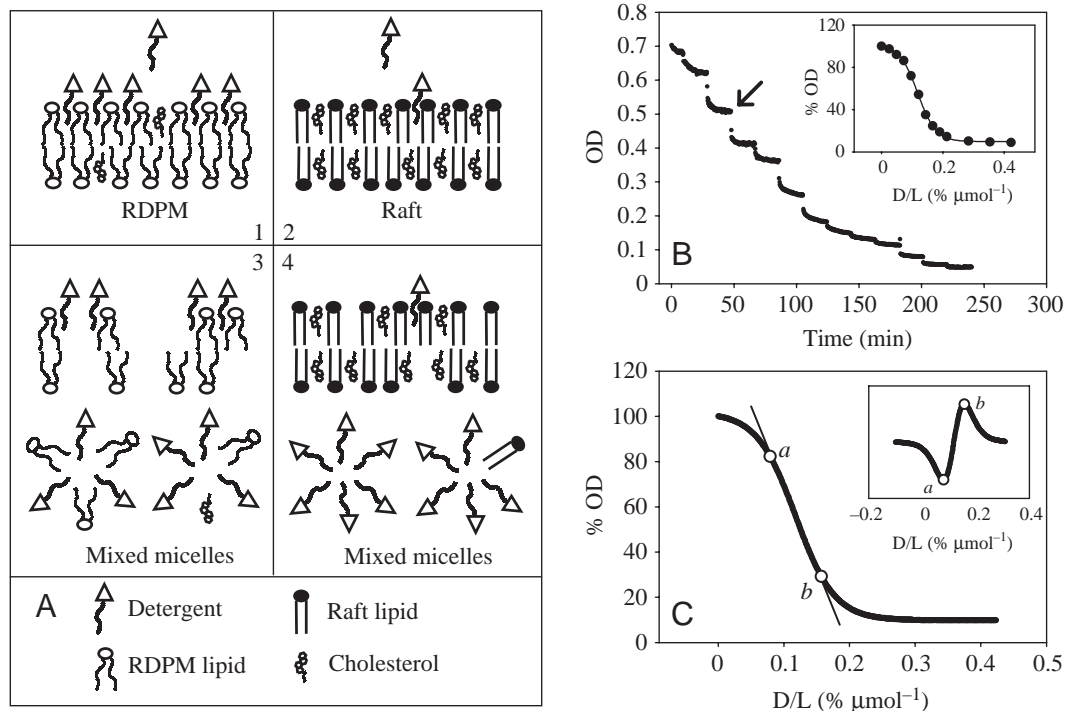 RDPM
1
Raft
2
3
Mixed micelles
4
Mixed micelles
A
Detergent
Raft lipid
RDPM lipid
Cholesterol
0.8
0.7
0.6
0.5
0.4
0.3
0.2
0.1
0
OD
B
0
50
100
150
200
250
300
Time (min)
120
80
40
0
% OD
0
0.2
0.4
D/L (% μmol⁻¹)
120
100
80
60
40
20
0
% OD
C
a
b
0
0.1
0.2
0.3
0.4
0.5
D/L (% μmol⁻¹)
a
b
−0.2
0
0.2
0.4
D/L (% μmol⁻¹)